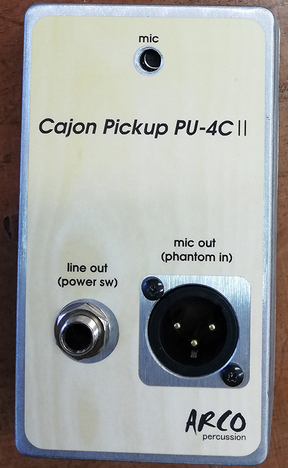 mic
Cajon Pickup PU-4C II
mic out
(phantom in)
line out
(power sw)
ARCO
percussion